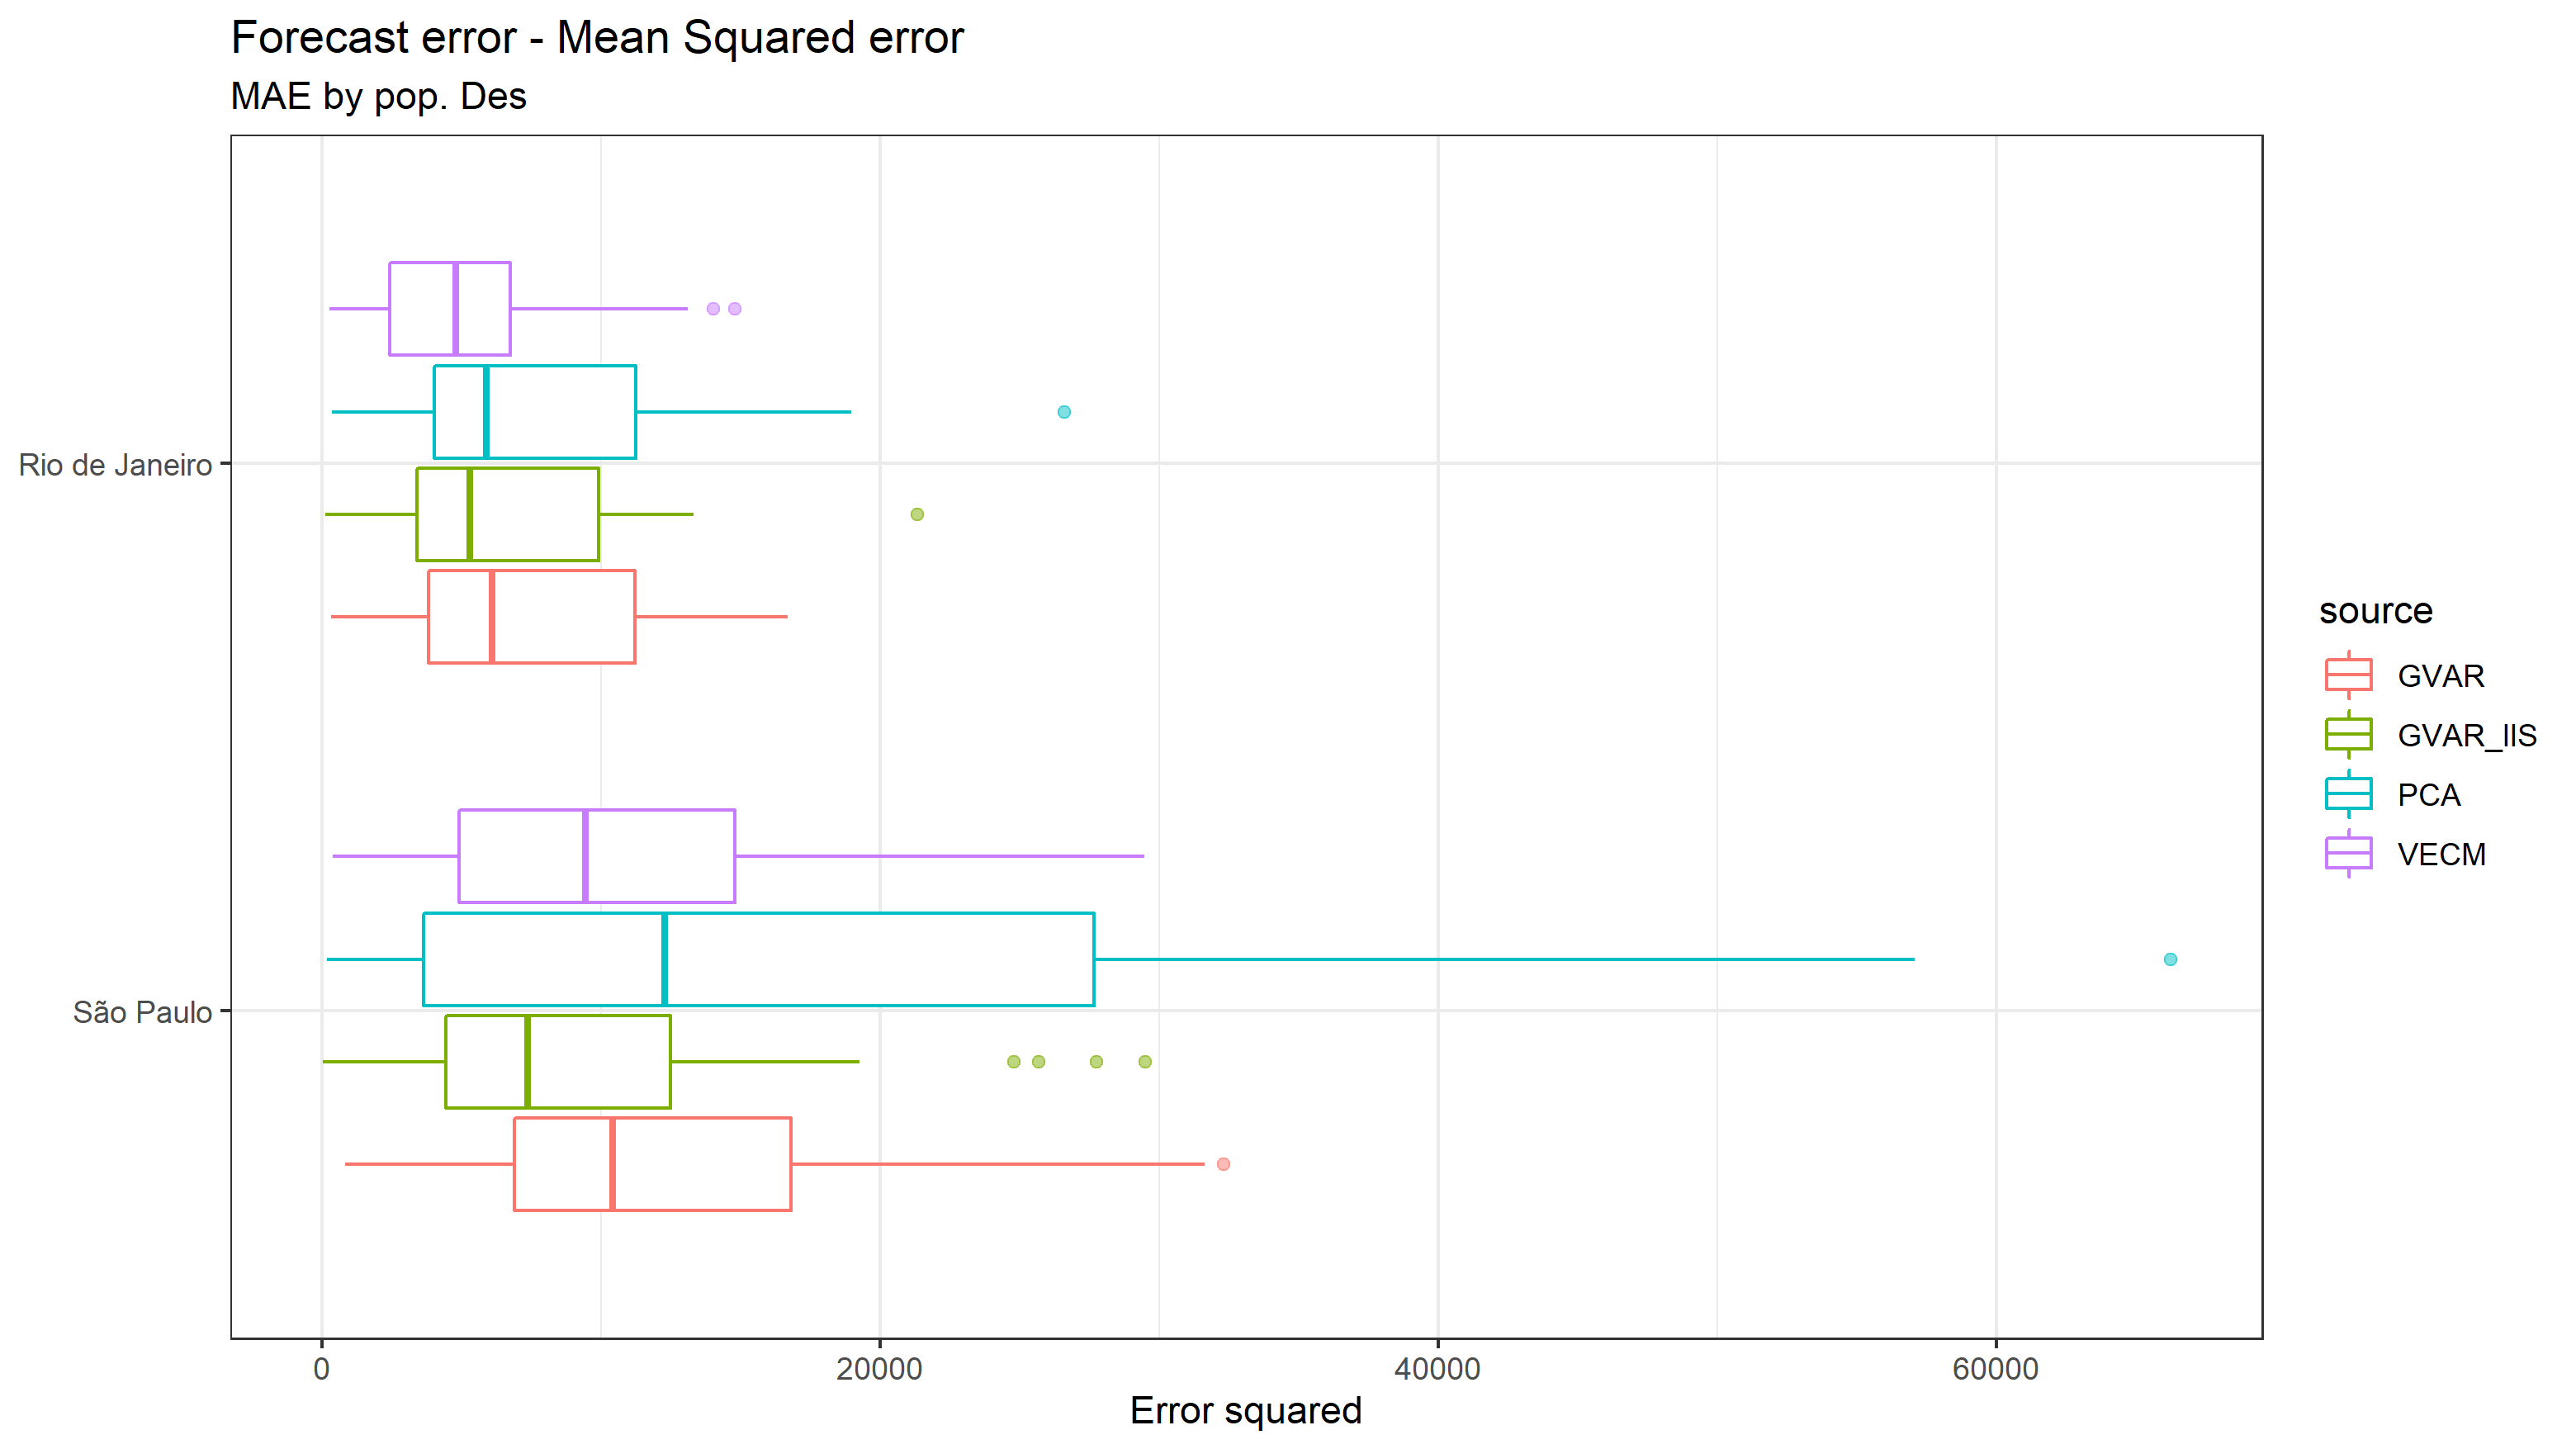 Forecast error - Mean Squared error
MAE by pop. Des
Rio de Janeiro
São Paulo
0
20000
40000
60000
Error squared
source
GVAR
GVAR_IIS
PCA
VECM